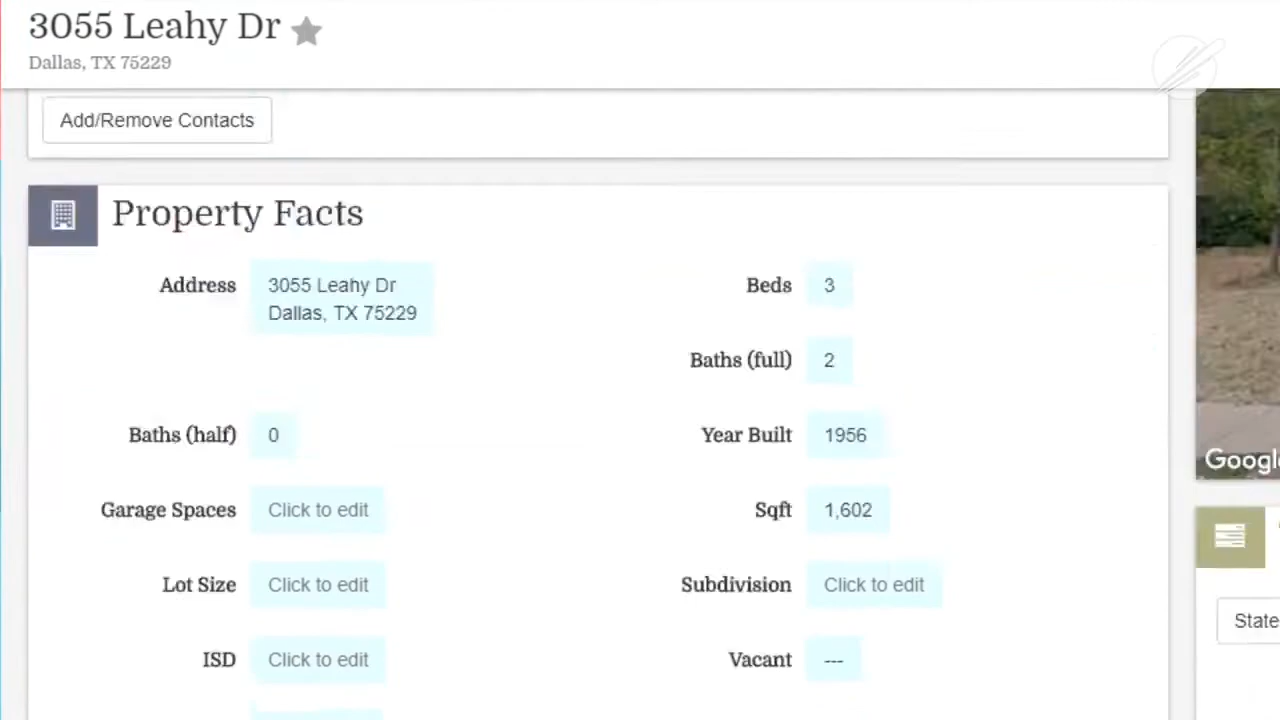 3055 Leahy Dr
Dallas, TX 75229
Add/Remove Contacts
Property Facts
Address
3055 Leahy Dr
Dallas, TX 75229
Beds
3
Baths (full)
2
Baths (half)
0
Year Built
1956
Garage Spaces
Click to edit
Sqft
1,602
Lot Size
Click to edit
Subdivision
Click to edit
ISD
Click to edit
Vacant
---
Google
State